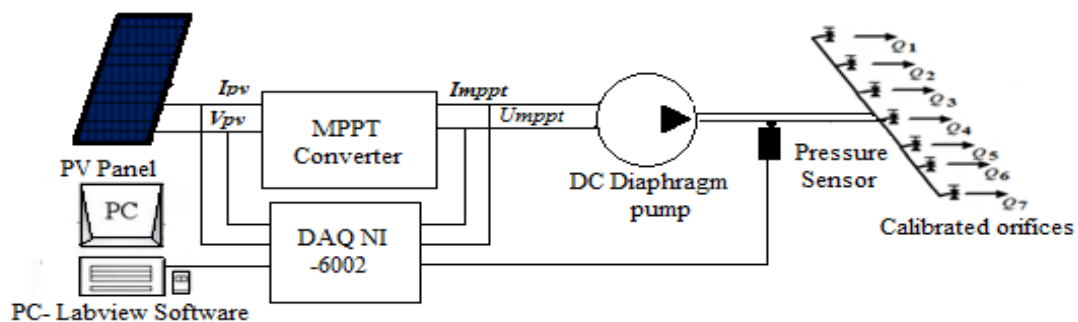 Ipv
Vpv
PV Panel
PC
PC- Labview Software
MPPT
Converter
DAQ NI
-6002
Imppt
Umppt
DC Diaphragm
pump
Pressure
Sensor
Q1
Q2
Q3
Q4
Q5
Q6
Q7
Calibrated orifices